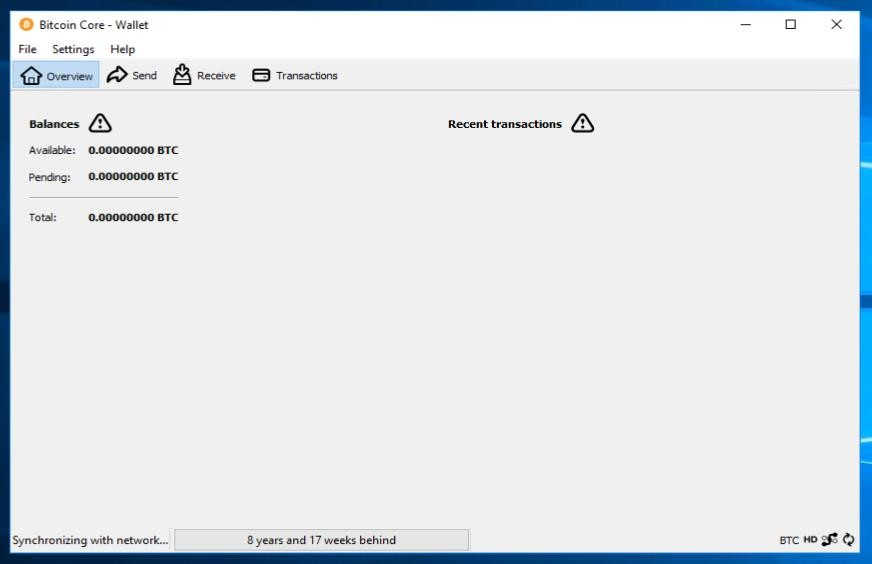 Bitcoin Core - Wallet
File Settings Help
Overview Send Receive Transactions
Balances Recent transactions
Available: 0.00000000 BTC
Pending: 0.00000000 BTC
Total: 0.00000000 BTC
Synchronizing with network... 8 years and 17 weeks behind BTC HD